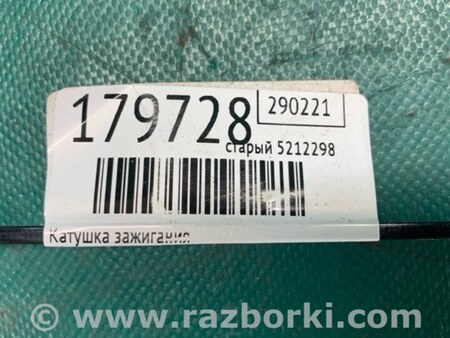 179728
290221
старый 5212298
Катушка зажигания
© www.razborki.com